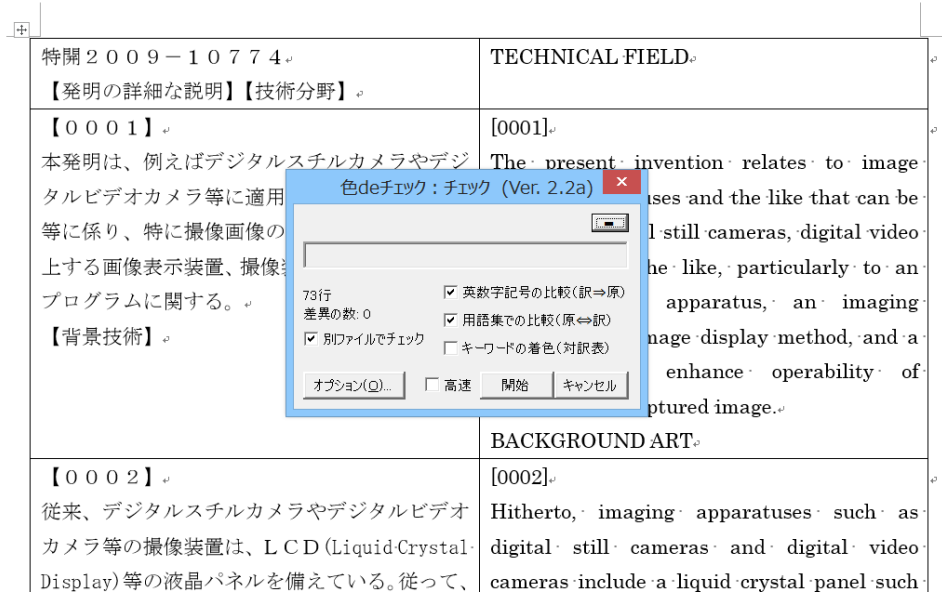 特開２００９－１０７７４
【発明の詳細な説明】【技術分野】
TECHNICAL FIELD
【０００１】
本発明は、例えばデジタルスチルカメラやデジ
タルビデオカメラ等に適用
等に係り、特に撮像画像の
上する画像表示装置、撮像
プログラムに関する。
【背景技術】
[0001]
The present invention relates to image
uses and the like that can be
l still cameras, digital video
he like, particularly to an
apparatus, an imaging
mage display method, and a
enhance operability of
ptured image.
BACKGROUND ART
色deチェック：チェック (Ver. 2.2a)
73行
差異の数: 0
別ファイルでチェック
英数字記号の比較(訳⇒原)
用語集での比較(原⇔訳)
キーワードの着色(対訳表)
オプション(O)...
高速
開始
キャンセル
【０００２】
従来、デジタルスチルカメラやデジタルビデオ
カメラ等の撮像装置は、ＬＣＤ(Liquid Crystal
Display)等の液晶パネルを備えている。従って、
[0002]
Hitherto, imaging apparatuses such as
digital still cameras and digital video
cameras include a liquid crystal panel such